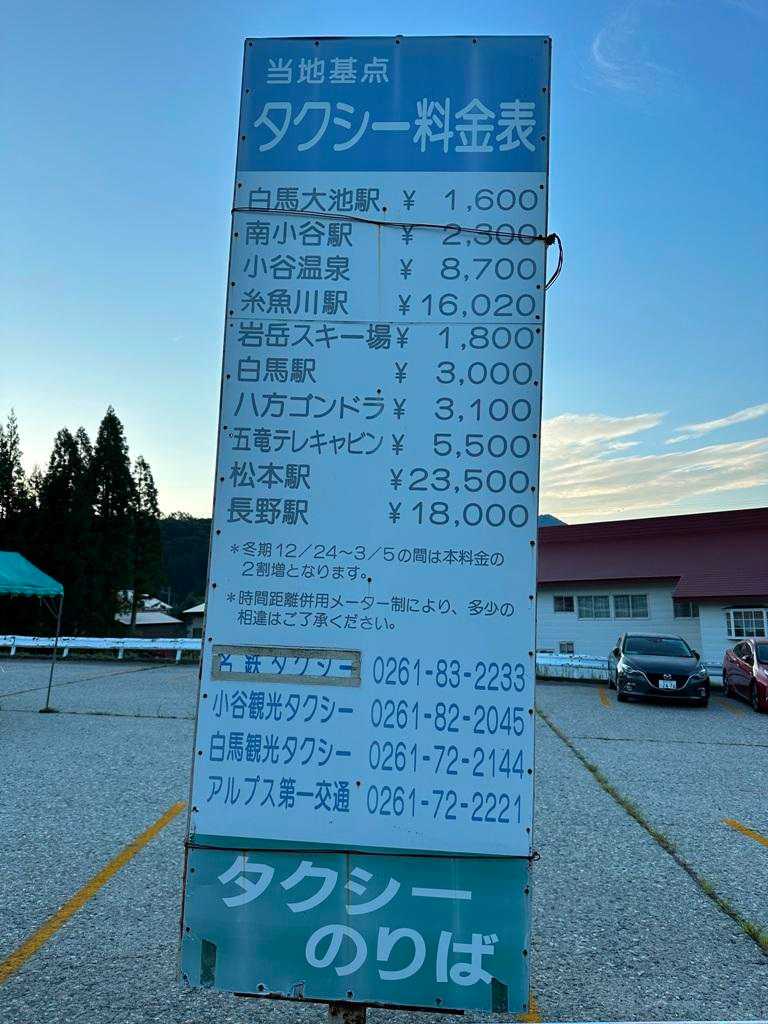 当地基点
タクシー料金表
白馬大池駅 ¥ 1,600
南小谷駅 ¥ 2,300
小谷温泉 ¥ 8,700
糸魚川駅 ¥16,020
岩岳スキー場¥ 1,800
白馬駅 ¥ 3,000
八方ゴンドラ¥ 3,100
五竜テレキャビン¥ 5,500
松本駅 ¥23,500
長野駅 ¥18,000
*冬期12/24~3/5の間は本料金の
2割増となります。
*時間距離併用メーター制により、多少の
相違はご了承ください。
名鉄タクシー 0261-83-2233
小谷観光タクシー 0261-82-2045
白馬観光タクシー 0261-72-2144
アルプス第一交通 0261-72-2221
タクシー
のりば